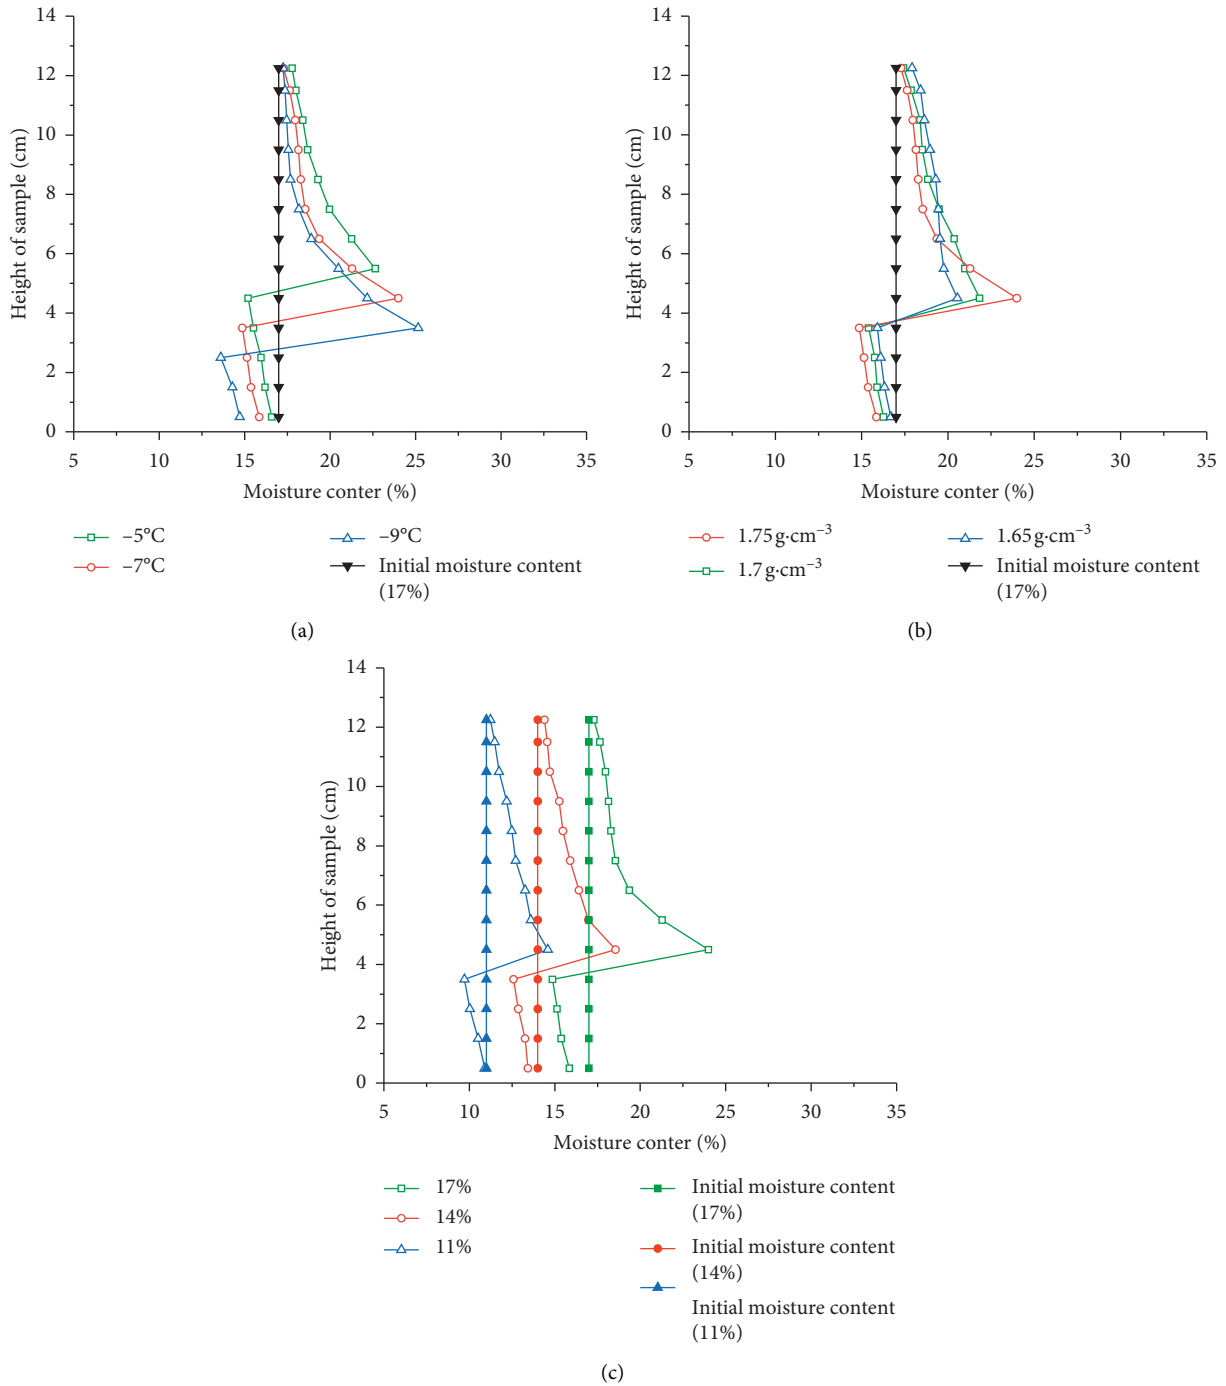 14
12
10
8
6
4
2
0
Height of sample (cm)
5 10 15 20 25 30 35
Moisture conter (%)
–5°C
–7°C
–9°C
Initial moisture content
(17%)
(a)
14
12
10
8
6
4
2
0
Height of sample (cm)
5 10 15 20 25 30 35
Moisture conter (%)
1.75 g·cm⁻³
1.7 g·cm⁻³
1.65 g·cm⁻³
Initial moisture content
(17%)
(b)
14
12
10
8
6
4
2
0
Height of sample (cm)
5 10 15 20 25 30 35
Moisture conter (%)
17%
14%
11%
Initial moisture content
(17%)
Initial moisture content
(14%)
Initial moisture content
(11%)
(c)